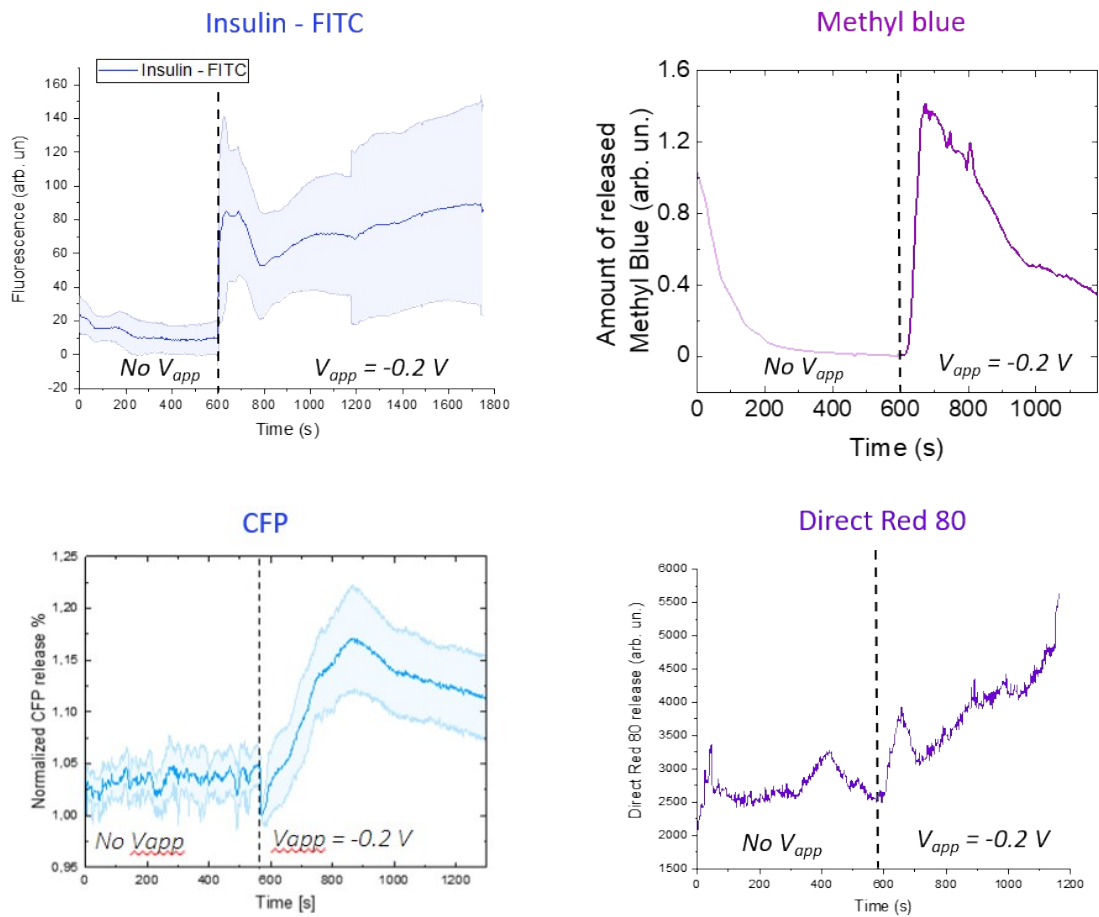 Insulin - FITC
Insulin - FITC
160
140
120
100
80
60
40
20
0
-20
Fluorescence (arb. un)
No Vapp
Vapp = -0.2 V
0 200 400 600 800 1000 1200 1400 1600 1800
Time (s)
Methyl blue
1.6
1.2
0.8
0.4
0
Amount of released
Methyl Blue (arb. un.)
No Vapp
Vapp = -0.2 V
0 200 400 600 800 1000
Time (s)
CFP
1,25
1,20
1,15
1,10
1,05
1,00
0,95
Normalized CFP release %
No Vapp
Vapp = -0.2 V
0 200 400 600 800 1000 1200
Time [s]
Direct Red 80
6000
5500
5000
4500
4000
3500
3000
2500
2000
1500
Direct Red 80 release (arb. un.)
No Vapp
Vapp = -0.2 V
0 200 400 600 800 1000 1200
Time (s)